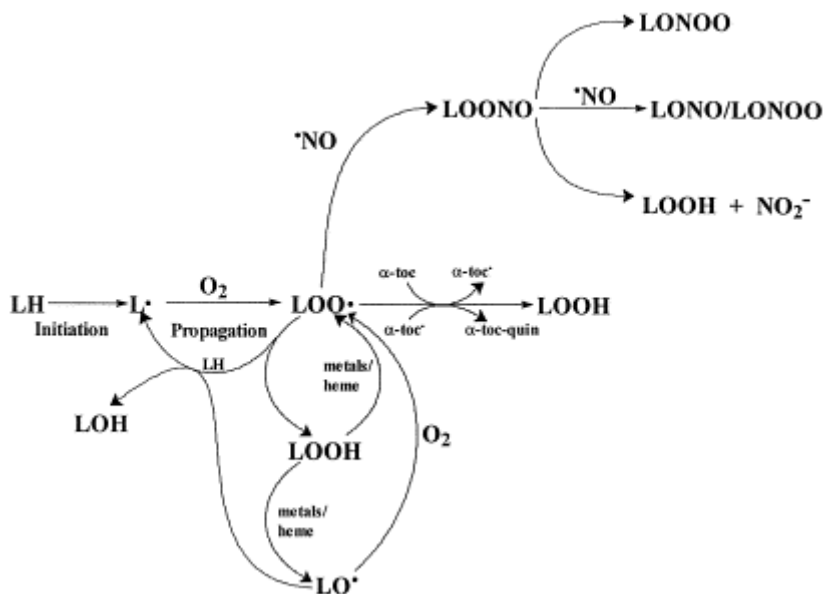 LONOO
•NO
LOONO
LONO/LONOO
•NO
LOOH + NO₂⁻
LH
Initiation
L•
O₂
Propagation
LOO•
α-toc
α-toc•
α-toc•
α-toc-quin
LOOH
LH
metals/
heme
LOH
LOOH
O₂
metals/
heme
LO•